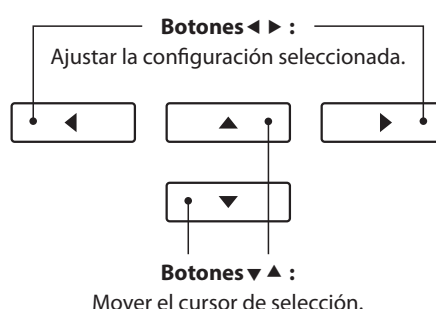 Botones ◀ ▶ :
Ajustar la configuración seleccionada.
Botones ▼ ▲ :
Mover el cursor de selección.